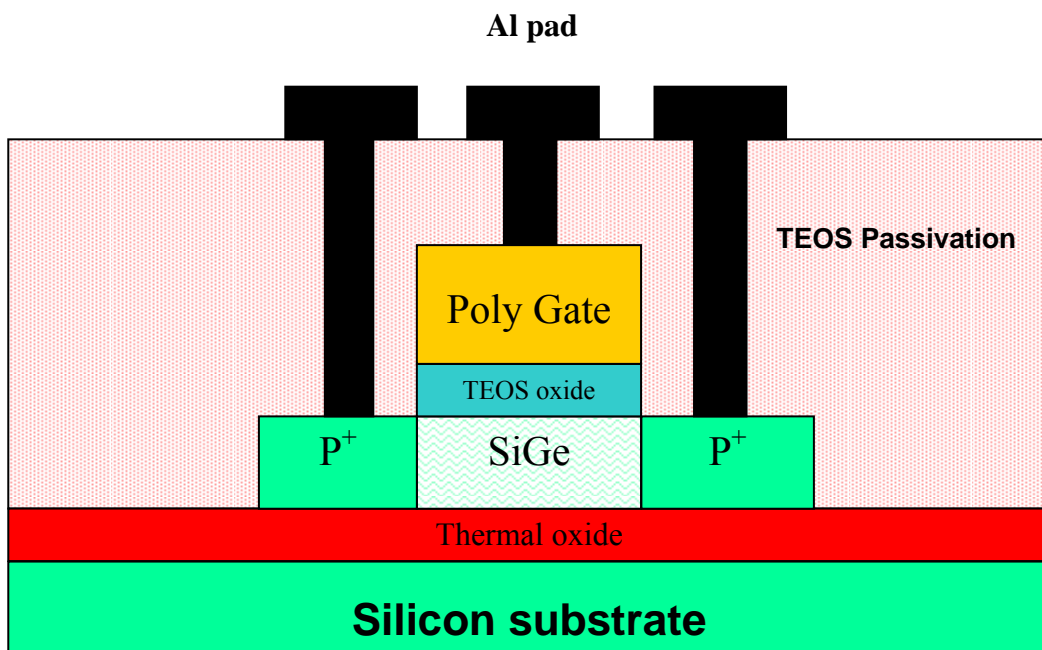 Al pad
TEOS Passivation
Poly Gate
TEOS oxide
P⁺
SiGe
P⁺
Thermal oxide
Silicon substrate